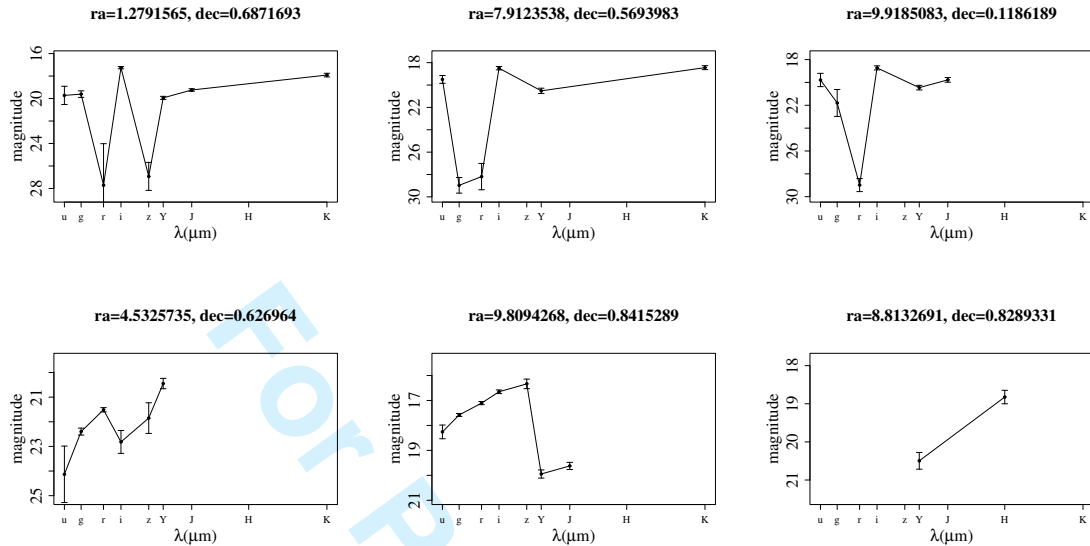 ra=1.2791565, dec=0.6871693
magnitude
16
20
24
28
u g r i z Y J H K
λ(μm)
ra=7.9123538, dec=0.5693983
magnitude
18
22
26
30
u g r i z Y J H K
λ(μm)
ra=9.9185083, dec=0.1186189
magnitude
18
22
26
30
u g r i z Y J H K
λ(μm)
ra=4.5325735, dec=0.626964
magnitude
21
23
25
u g r i z Y J H K
λ(μm)
ra=9.8094268, dec=0.8415289
magnitude
17
19
21
u g r i z Y J H K
λ(μm)
ra=8.8132691, dec=0.8289331
magnitude
18
19
20
21
u g r i z Y J H K
λ(μm)
For P